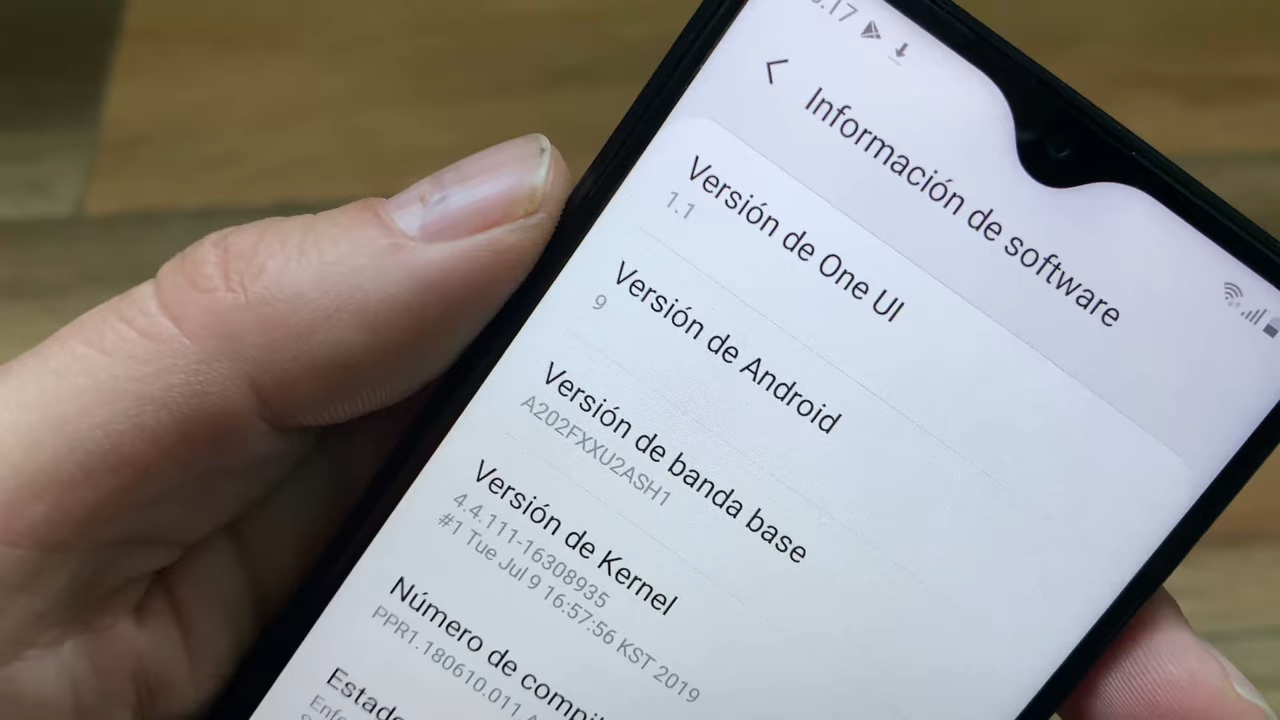 Información de software
Versión de One UI
1.1
Versión de Android
9
Versión de banda base
A202FXXU2ASH1
Versión de Kernel
4.4.111-16308935
#1 Tue Jul 9 16:57:56 KST 2019
Número de
PPR1.180610.011